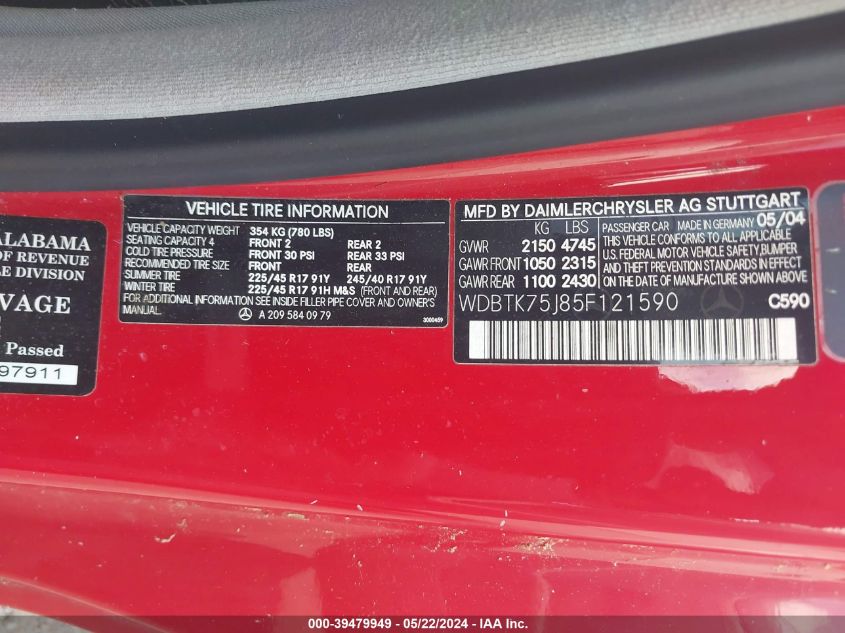 ALABAMA
OF REVENUE
LE DIVISION
VAGE
Passed
97911
VEHICLE TIRE INFORMATION
VEHICLE CAPACITY WEIGHT 354 KG (780 LBS)
SEATING CAPACITY 4 FRONT 2 REAR 2
COLD TIRE PRESSURE FRONT 30 PSI REAR 33 PSI
RECOMMENDED TIRE SIZE FRONT REAR
SUMMER TIRE 225/45 R17 91Y 245/40 R17 91Y
WINTER TIRE 225/45 R17 91H M&S (FRONT AND REAR)
FOR ADDITIONAL INFORMATION SEE INSIDE FILLER PIPE COVER AND OWNER'S
MANUAL.
A 209 584 09 79
3000459
MFD BY DAIMLERCHRYSLER AG STUTTGART
KG LBS
GVWR 2150 4745
GAWR FRONT 1050 2315
GAWR REAR 1100 2430
PASSENGER CAR MADE IN GERMANY 05/04
THIS VEHICLE CONFORMS TO ALL APPLICABLE
U.S. FEDERAL MOTOR VEHICLE SAFETY, BUMPER
AND THEFT PREVENTION STANDARDS IN EFFECT
ON THE DATE OF MANUFACTURE SHOWN ABOVE.
WDBTK75J85F121590
C590
000-39479949 - 05/22/2024 - IAA Inc.